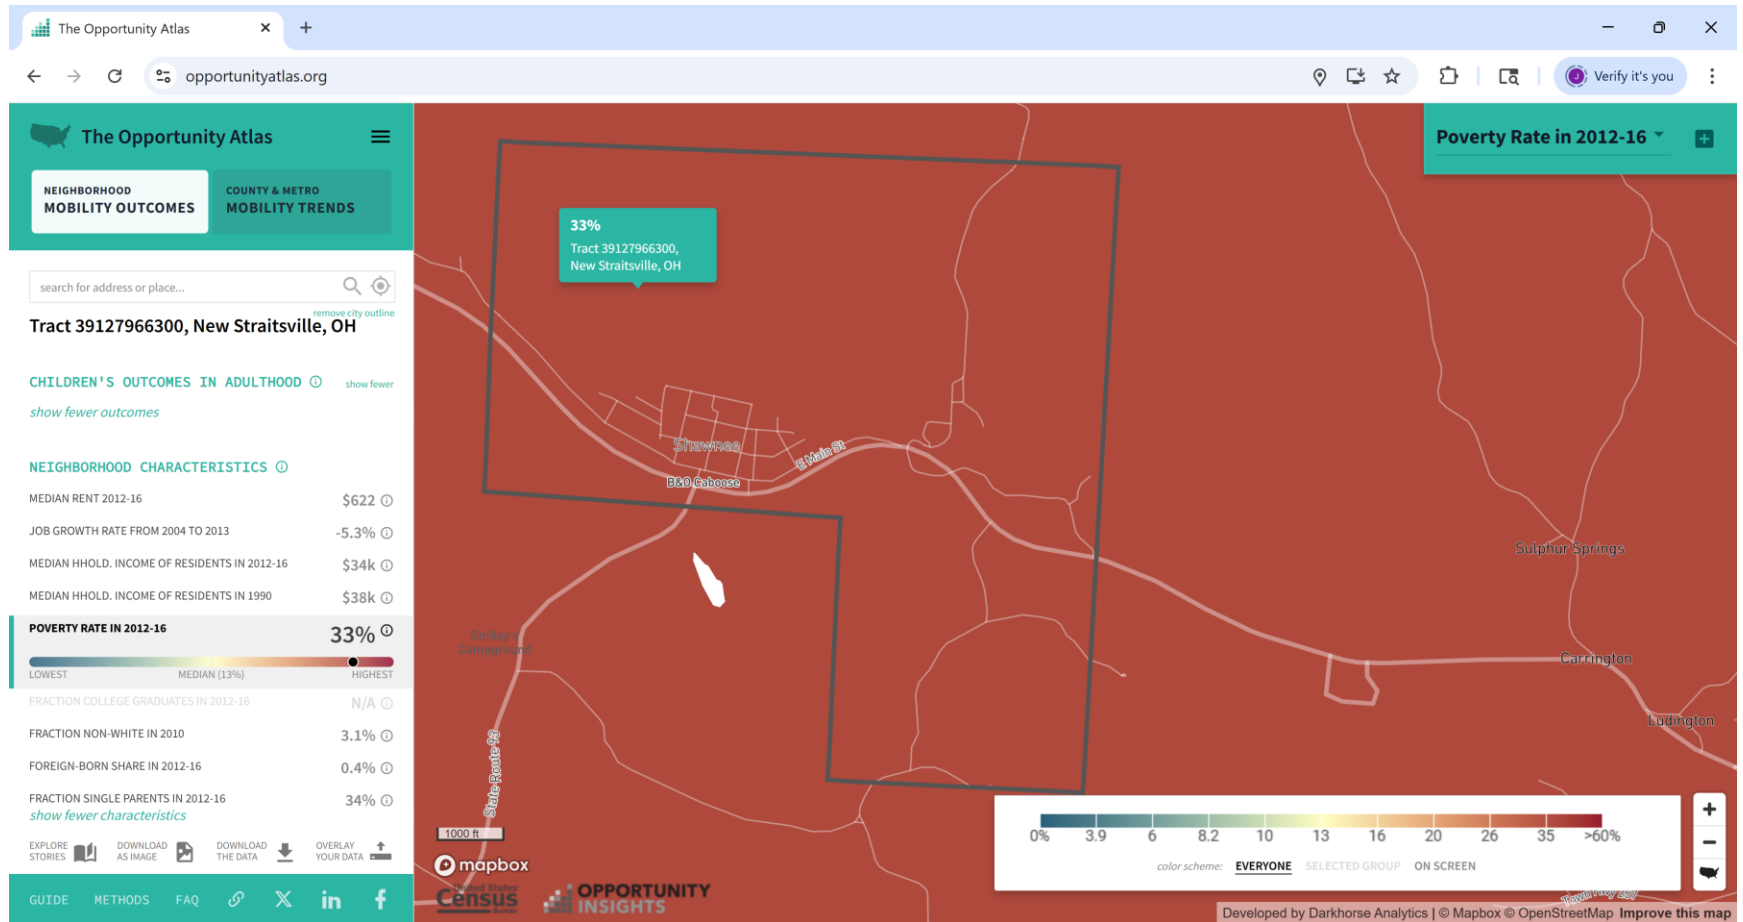 The Opportunity Atlas
opportunityatlas.org
Verify it's you
The Opportunity Atlas
NEIGHBORHOOD
MOBILITY OUTCOMES
COUNTY & METRO
MOBILITY TRENDS
search for address or place...
remove city outline
Tract 39127966300, New Straitsville, OH
CHILDREN'S OUTCOMES IN ADULTHOOD show fewer
show fewer outcomes
NEIGHBORHOOD CHARACTERISTICS
MEDIAN RENT 2012-16 $622
JOB GROWTH RATE FROM 2004 TO 2013 -5.3%
MEDIAN HHOLD. INCOME OF RESIDENTS IN 2012-16 $34k
MEDIAN HHOLD. INCOME OF RESIDENTS IN 1990 $38k
POVERTY RATE IN 2012-16 33%
LOWEST MEDIAN (13%) HIGHEST
FRACTION COLLEGE GRADUATES IN 2012-16 N/A
FRACTION NON-WHITE IN 2010 3.1%
FOREIGN-BORN SHARE IN 2012-16 0.4%
FRACTION SINGLE PARENTS IN 2012-16 34%
show fewer characteristics
EXPLORE
STORIES
DOWNLOAD
AS IMAGE
DOWNLOAD
THE DATA
OVERLAY
YOUR DATA
GUIDE METHODS FAQ
Poverty Rate in 2012-16
33%
Tract 39127966300,
New Straitsville, OH
Shawnee
E Main St
B&O Caboose
Sulphur Springs
Smiley's
Campground
Carrington
Ludington
State Route 93
1000 ft
mapbox
United States
Census
Bureau
OPPORTUNITY
INSIGHTS
0% 3.9 6 8.2 10 13 16 20 26 35 >60%
color scheme: EVERYONE SELECTED GROUP ON SCREEN
Town Hwy 237
Developed by Darkhorse Analytics | © Mapbox © OpenStreetMap Improve this map